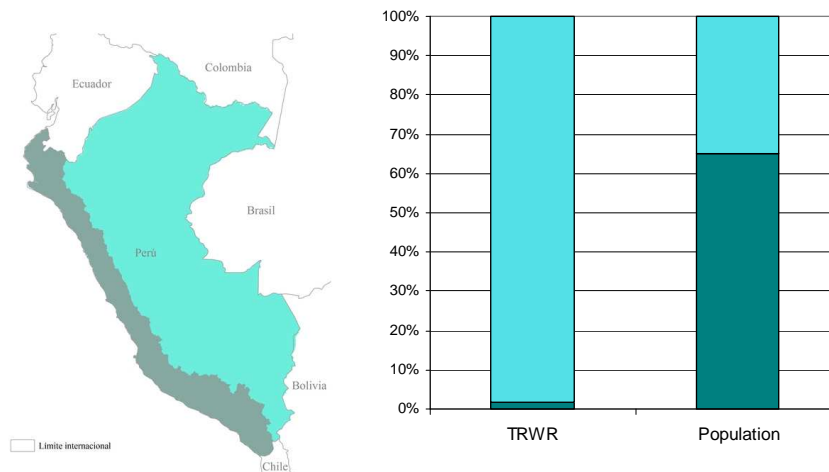 Colombia
Ecuador
Brasil
Perú
Bolivia
Límite internacional
Chile
100%
90%
80%
70%
60%
50%
40%
30%
20%
10%
0%
TRWR
Population